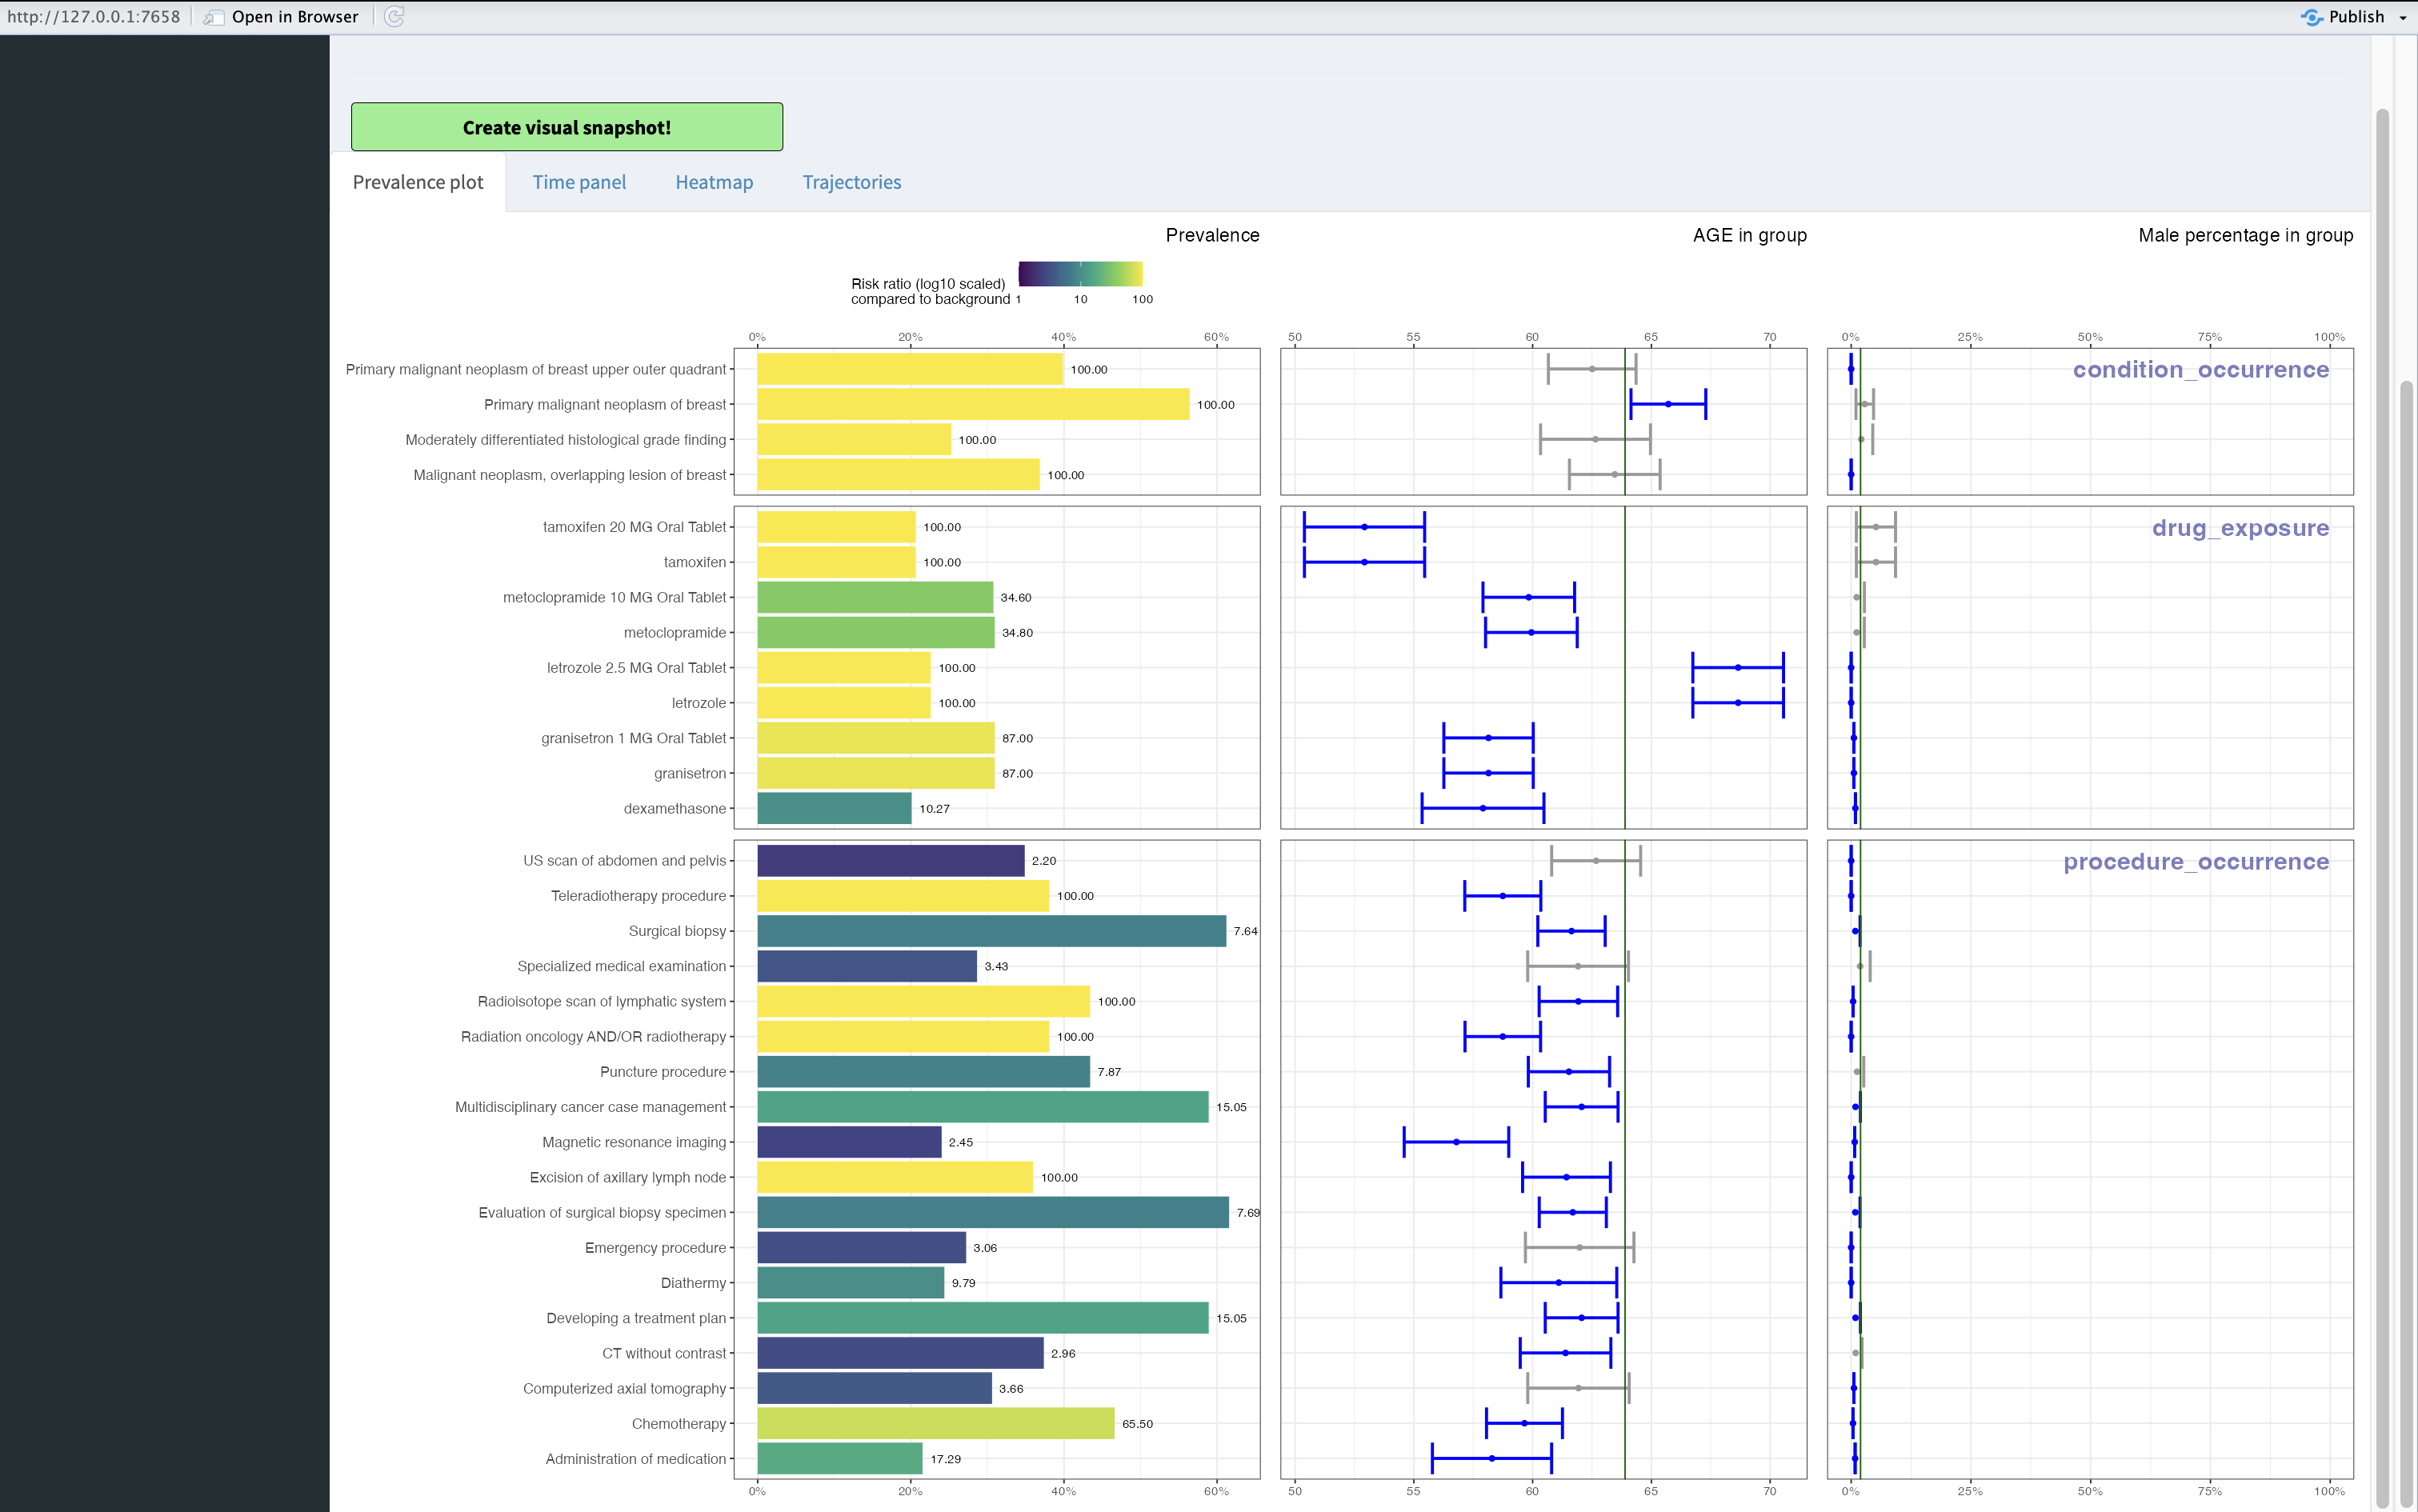 http://127.0.0.1:7658 Open in Browser Publish
Create visual snapshot!
Prevalence plot Time panel Heatmap Trajectories
Prevalence AGE in group Male percentage in group
Risk ratio (log10 scaled)
compared to background 1 10 100
0% 20% 40% 60% 50 55 60 65 70 0% 25% 50% 75% 100%
Primary malignant neoplasm of breast upper outer quadrant 100.00 condition_occurrence
Primary malignant neoplasm of breast 100.00
Moderately differentiated histological grade finding 100.00
Malignant neoplasm, overlapping lesion of breast 100.00
tamoxifen 20 MG Oral Tablet 100.00 drug_exposure
tamoxifen 100.00
metoclopramide 10 MG Oral Tablet 34.60
metoclopramide 34.80
letrozole 2.5 MG Oral Tablet 100.00
letrozole 100.00
granisetron 1 MG Oral Tablet 87.00
granisetron 87.00
dexamethasone 10.27
US scan of abdomen and pelvis 2.20 procedure_occurrence
Teleradiotherapy procedure 100.00
Surgical biopsy 7.64
Specialized medical examination 3.43
Radioisotope scan of lymphatic system 100.00
Radiation oncology AND/OR radiotherapy 100.00
Puncture procedure 7.87
Multidisciplinary cancer case management 15.05
Magnetic resonance imaging 2.45
Excision of axillary lymph node 100.00
Evaluation of surgical biopsy specimen 7.69
Emergency procedure 3.06
Diathermy 9.79
Developing a treatment plan 15.05
CT without contrast 2.96
Computerized axial tomography 3.66
Chemotherapy 65.50
Administration of medication 17.29
0% 20% 40% 60% 50 55 60 65 70 0% 25% 50% 75% 100%